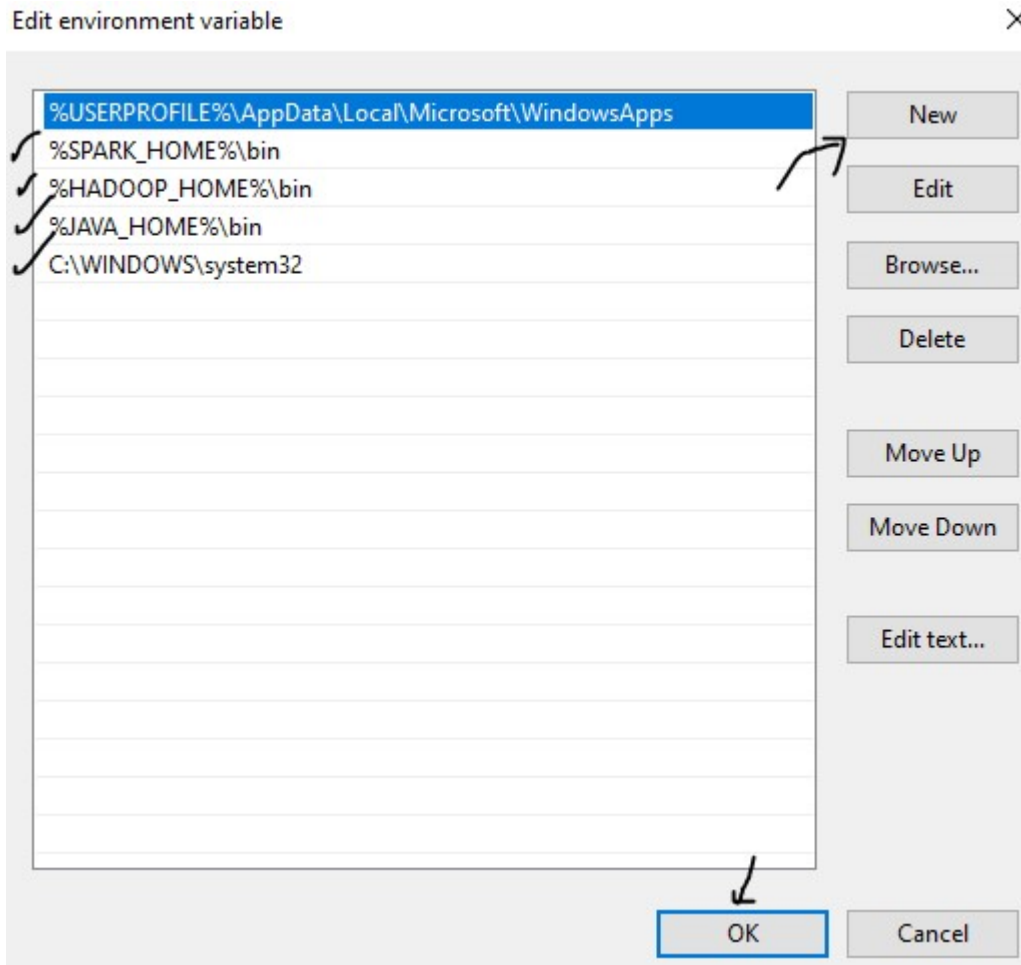 Edit environment variable
%USERPROFILE%\AppData\Local\Microsoft\WindowsApps
%SPARK_HOME%\bin
%HADOOP_HOME%\bin
%JAVA_HOME%\bin
C:\WINDOWS\system32
New
Edit
Browse...
Delete
Move Up
Move Down
Edit text...
OK
Cancel